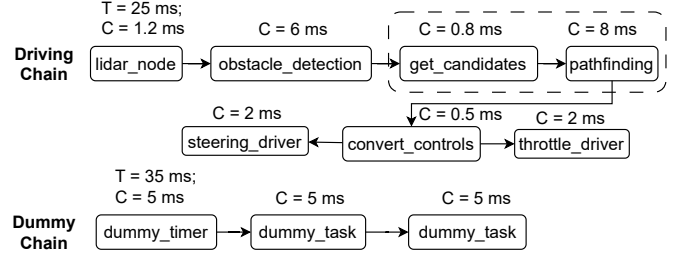 T = 25 ms;
C = 1.2 ms
C = 6 ms
C = 0.8 ms
C = 8 ms
Driving
Chain
lidar_node
obstacle_detection
get_candidates
pathfinding
C = 2 ms
C = 0.5 ms
C = 2 ms
steering_driver
convert_controls
throttle_driver
T = 35 ms;
C = 5 ms
C = 5 ms
C = 5 ms
Dummy
Chain
dummy_timer
dummy_task
dummy_task